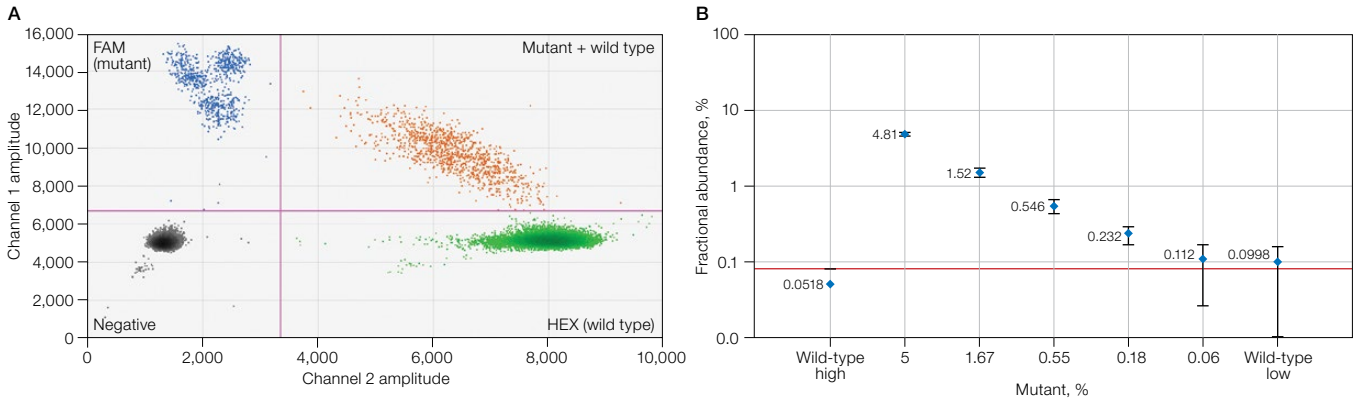 A
Channel 1 amplitude
16,000
14,000
12,000
10,000
8,000
6,000
4,000
2,000
0
FAM
(mutant)
Mutant + wild type
Negative
HEX (wild type)
0
2,000
4,000
6,000
8,000
10,000
Channel 2 amplitude
B
Fractional abundance, %
100
10
1
0.1
0.0
0.0518
4.81
1.52
0.546
0.232
0.112
0.0998
Wild-type
high
5
1.67
0.55
0.18
0.06
Wild-type
low
Mutant, %